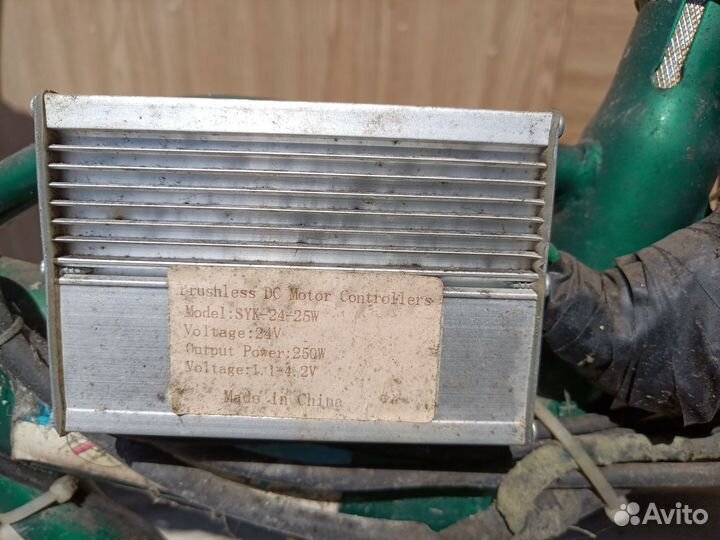 Brushless DC Motor Controllers
Model:SYK-24-25W
Voltage:24V
Output Power:250W
Voltage:1.1-4.2V
Made in China
Avito